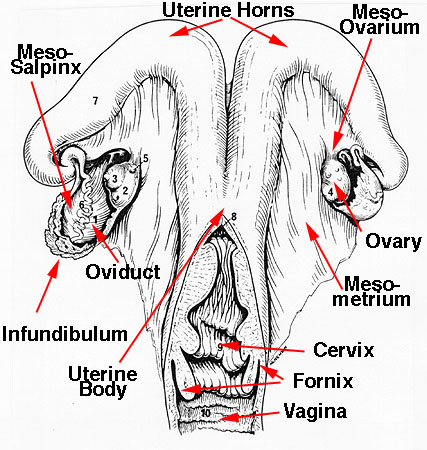 Uterine Horns
Meso-
Ovarium
Meso-
Salpinx
7
5
3
2
4
8
Ovary
Oviduct
Meso-
metrium
Infundibulum
Uterine
Body
9
Cervix
Fornix
10
Vagina